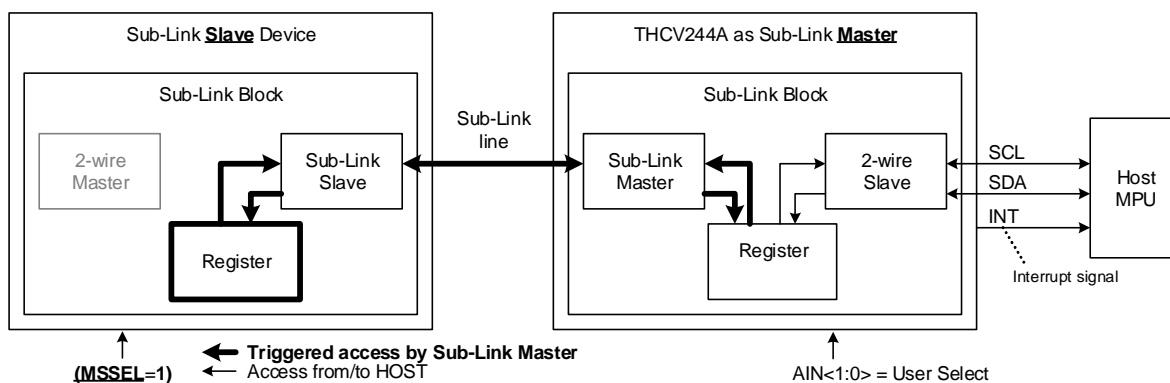 Sub-Link Slave Device
Sub-Link Block
2-wire
Master
Sub-Link
Slave
Register
Sub-Link
line
THCV244A as Sub-Link Master
Sub-Link Block
Sub-Link
Master
2-wire
Slave
Register
SCL
SDA
INT
Host
MPU
Interrupt signal
(MSSEL=1)
Triggered access by Sub-Link Master
Access from/to HOST
AIN<1:0> = User Select